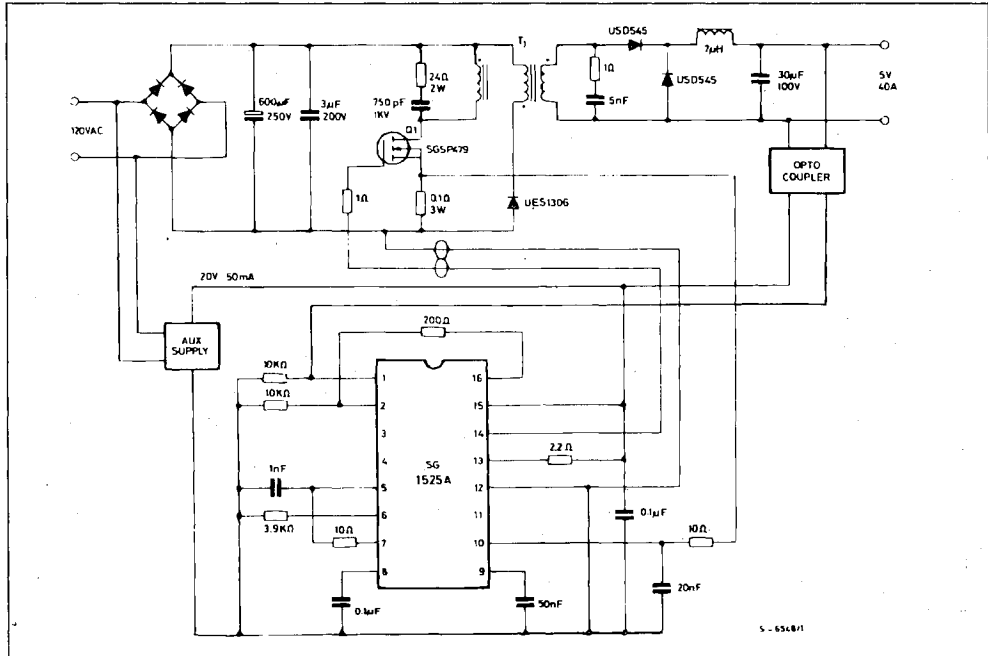 USD545
T1
7µH
1Ω
24Ω
2W
USD545
5V
40A
600µF
250V
3µF
200V
750pF
1KV
5nF
30µF
100V
120VAC
Q1
SGSP479
OPTO
COUPLER
1Ω
0.1Ω
3W
UES1306
20V 50mA
200Ω
AUX
SUPPLY
10KΩ
1
16
10KΩ
2
15
3
14
4
13
2.2Ω
SG
1525A
1nF
5
12
6
11
0.1µF
3.9KΩ
10Ω
7
10
10Ω
8
9
0.1µF
50nF
20nF
S-6548/1